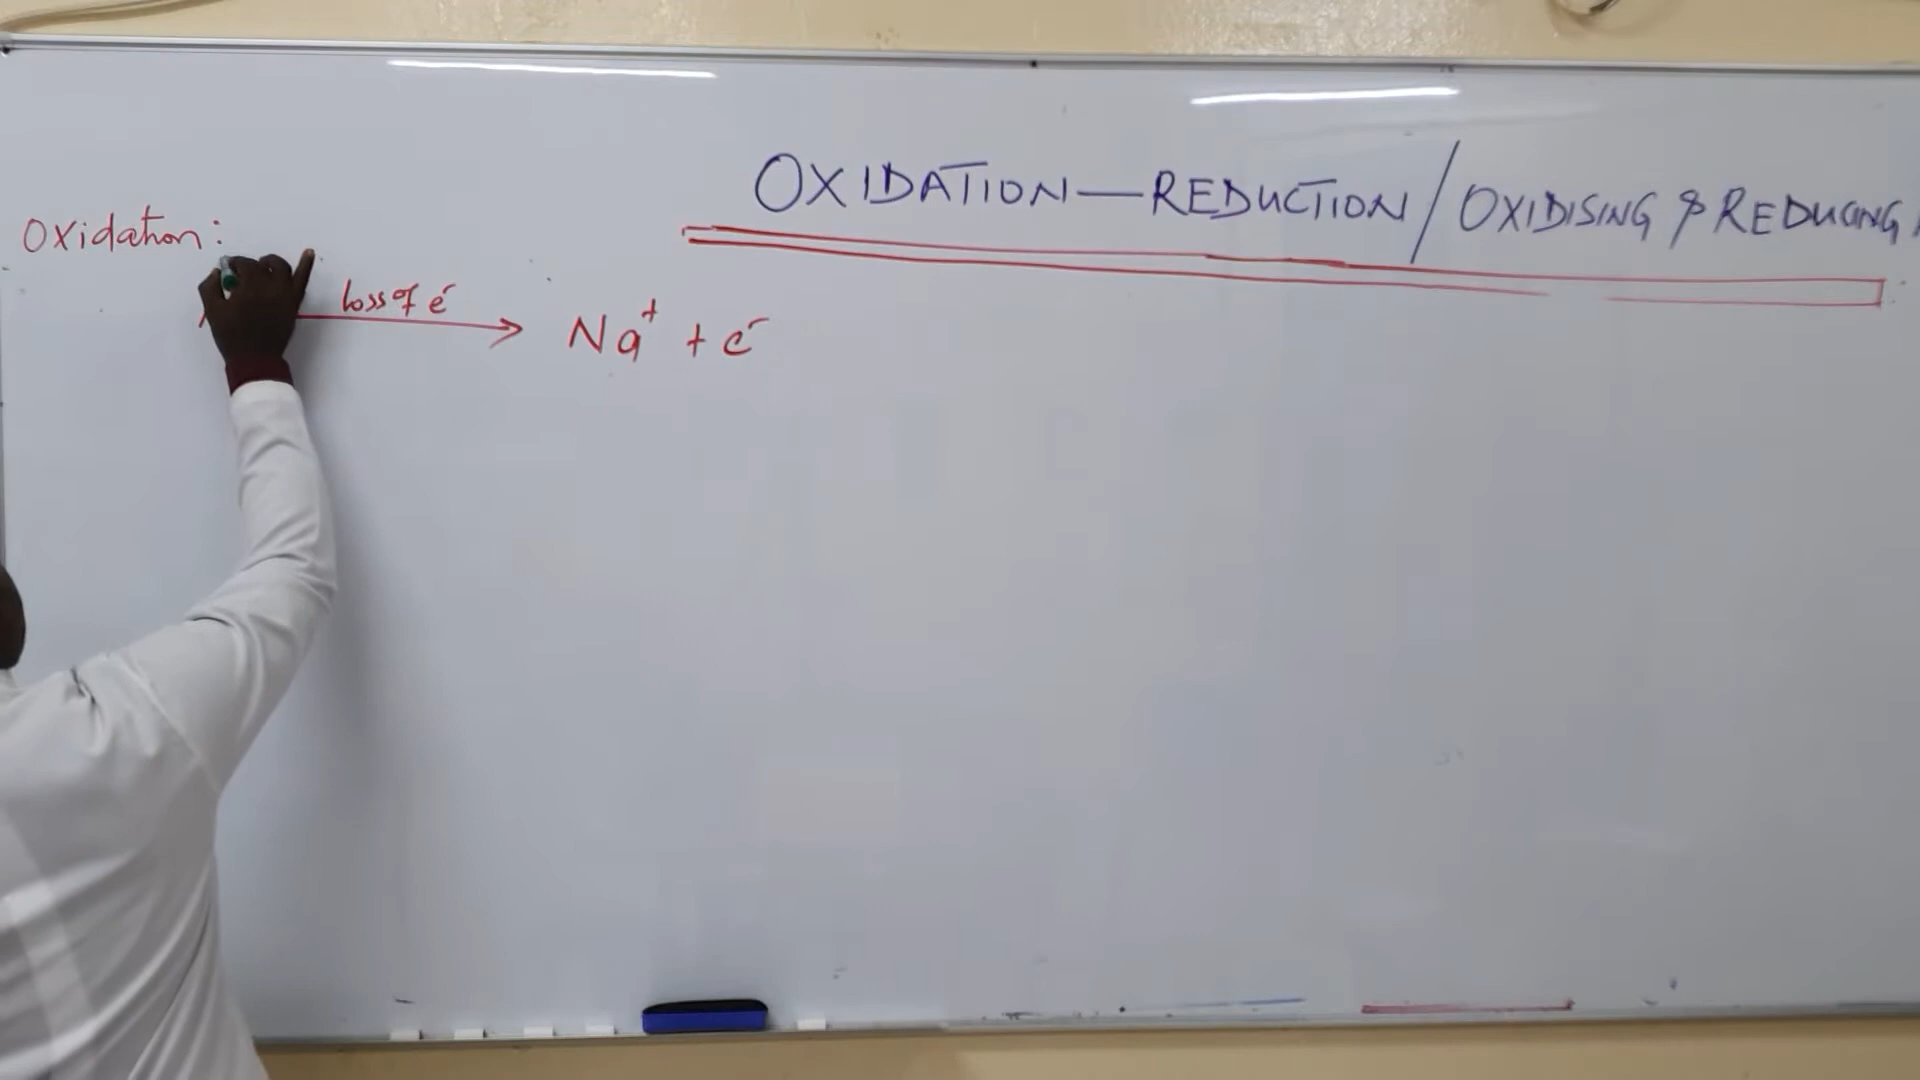 OXIDATION—REDUCTION/OXIDISING & REDUCING
Oxidation:
loss of e⁻
Na⁺ + e⁻